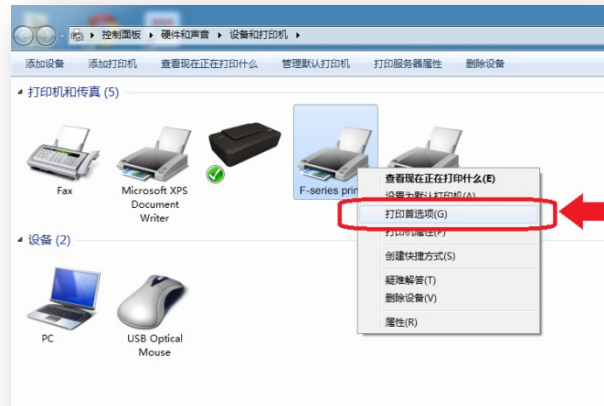 控制面板 ▸ 硬件和声音 ▸ 设备和打印机 ▸
添加设备 添加打印机 查看现在正在打印什么 管理默认打印机 打印服务器属性 删除设备
打印机和传真 (5)
Fax
Microsoft XPS
Document
Writer
F-series prin
查看现在正在打印什么(E)
设置为默认打印机(A)
打印首选项(G)
打印机属性(P)
创建快捷方式(S)
疑难解答(T)
删除设备(V)
属性(R)
设备 (2)
PC
USB Optical
Mouse